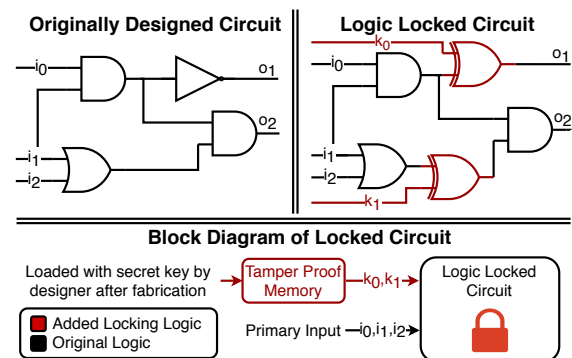 Originally Designed Circuit
i0
i1
i2
o1
o2
Logic Locked Circuit
k0
i0
i1
i2
k1
o1
o2
Block Diagram of Locked Circuit
Loaded with secret key by
designer after fabrication
Tamper Proof
Memory
k0,k1
Logic Locked
Circuit
Added Locking Logic
Original Logic
Primary Input
i0,i1,i2